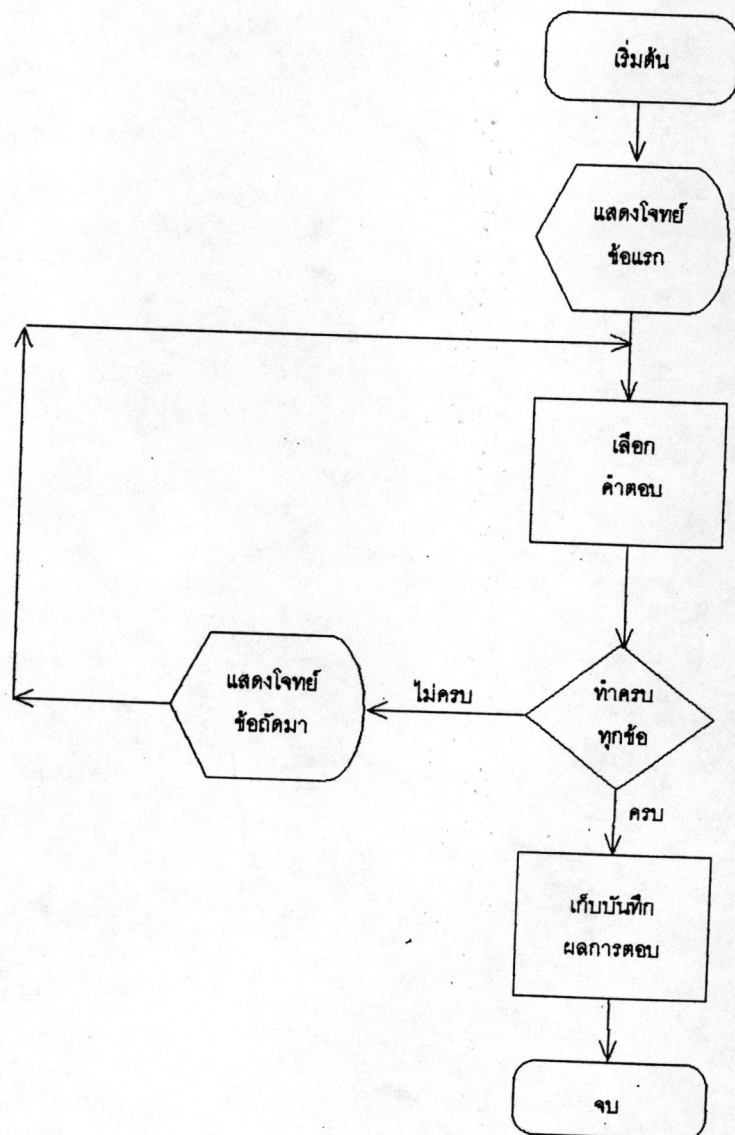 เริ่มต้น
แสดงโจทย์
ข้อแรก
เลือก
คำตอบ
ทำครบ
ทุกข้อ
ไม่ครบ
แสดงโจทย์
ข้อถัดมา
ครบ
เก็บบันทึก
ผลการตอบ
จบ